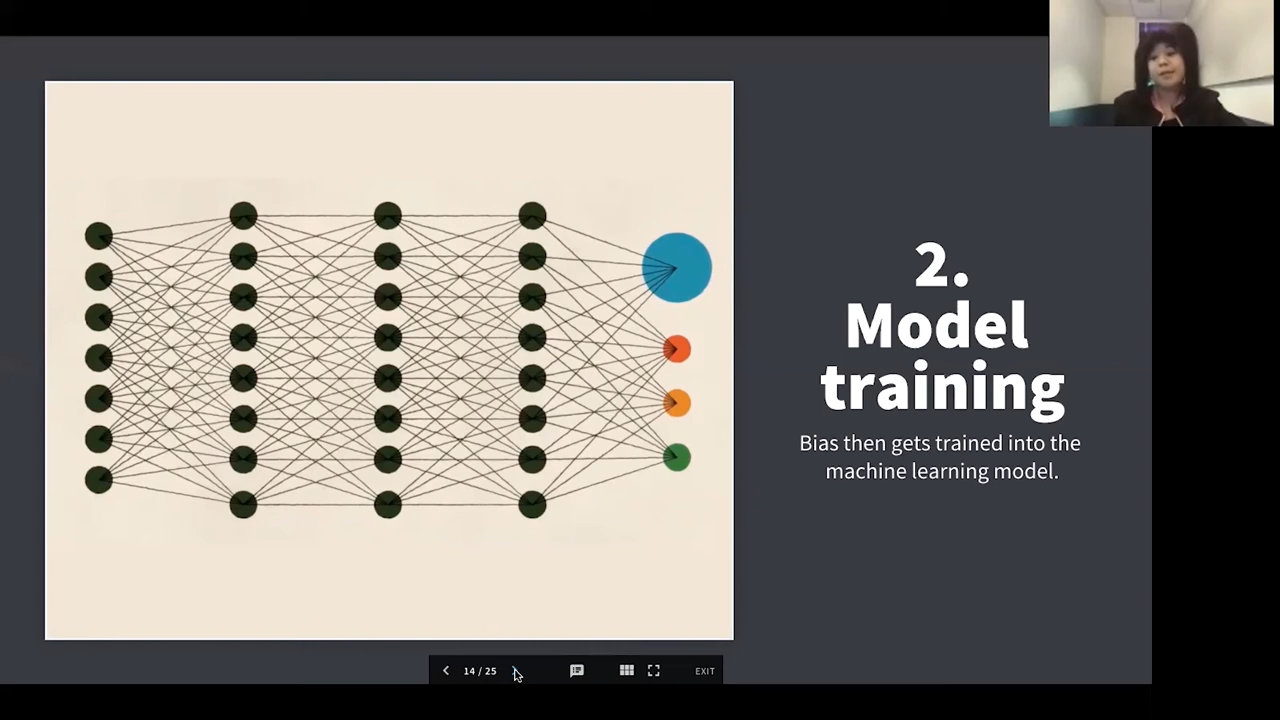 2.
Model
training
Bias then gets trained into the
machine learning model.
14 / 25
EXIT